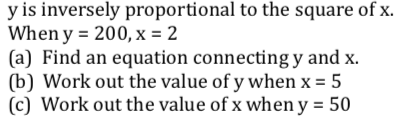 y is inversely proportional to the square of x.
When y = 200, x = 2
(a) Find an equation connecting y and x.
(b) Work out the value of y when x = 5
(c) Work out the value of x when y = 50